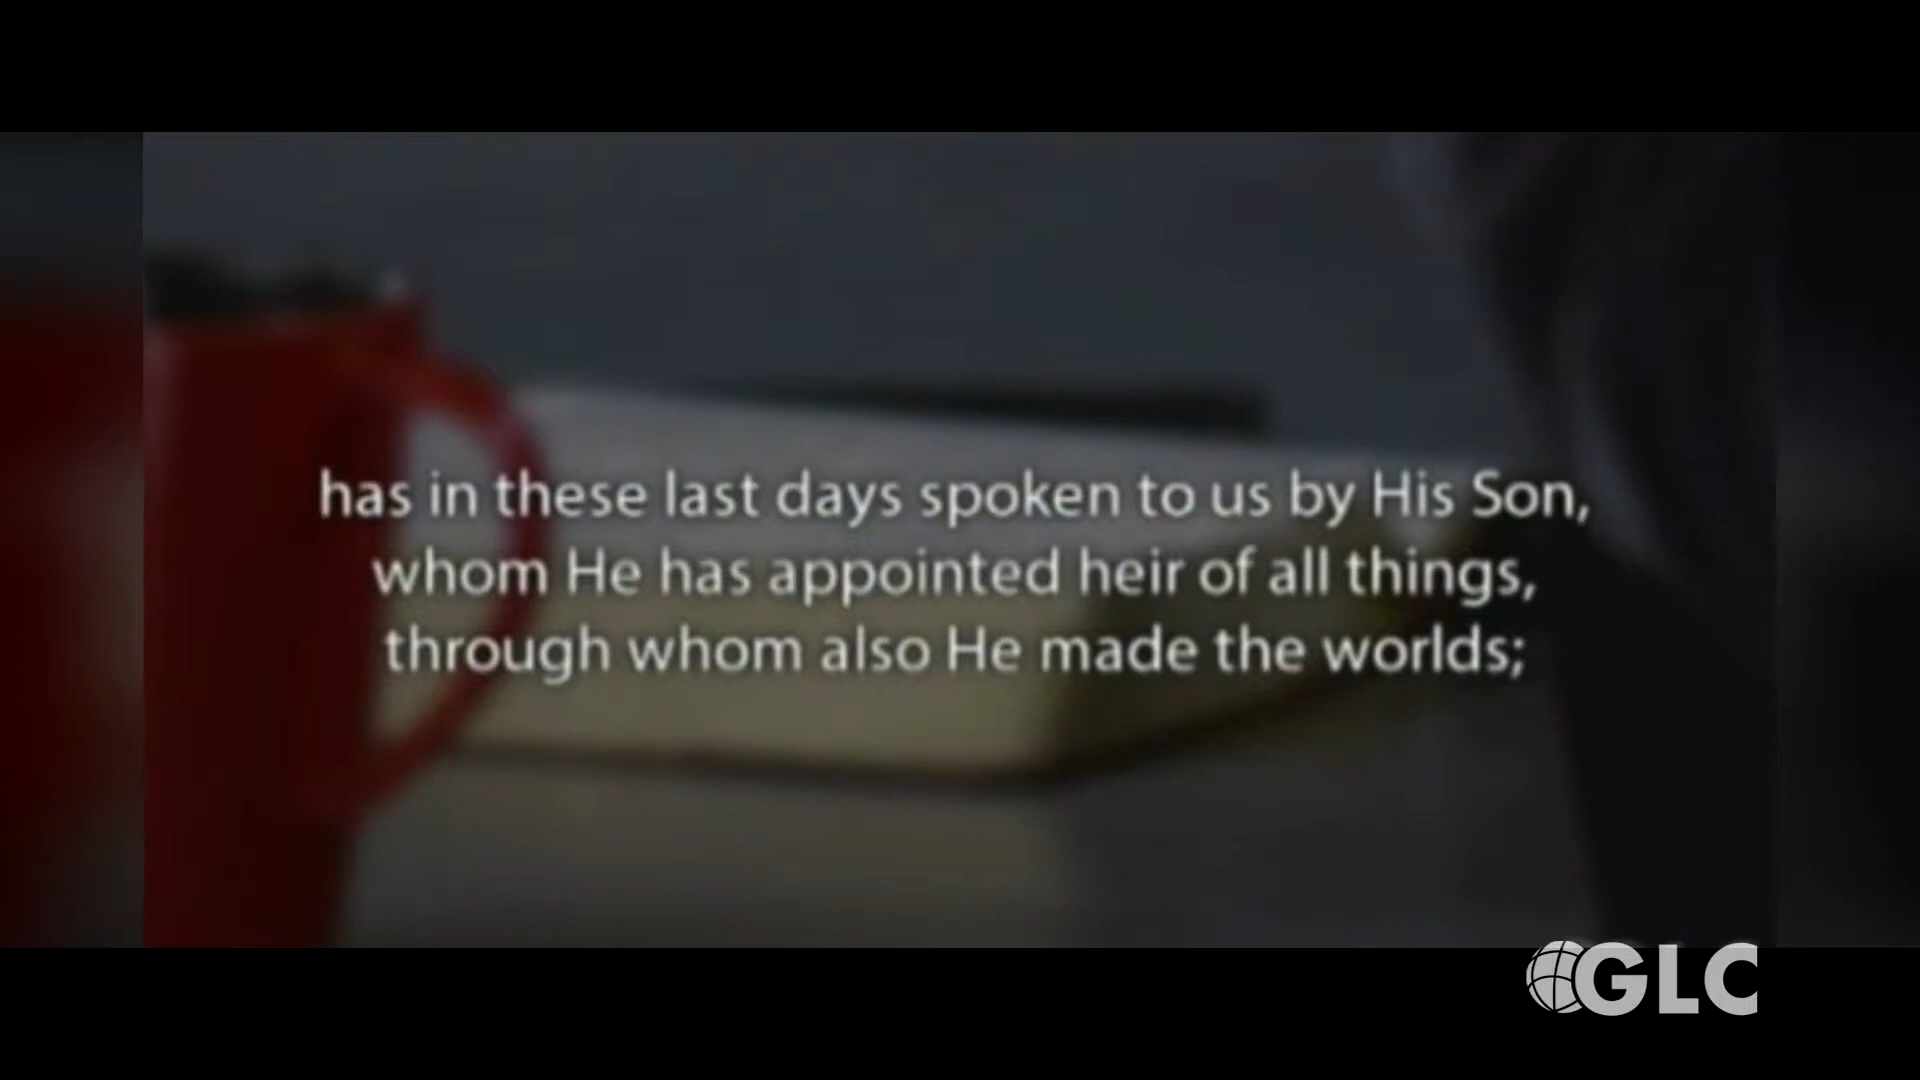 has in these last days spoken to us by His Son,
whom He has appointed heir of all things,
through whom also He made the worlds;
GLC